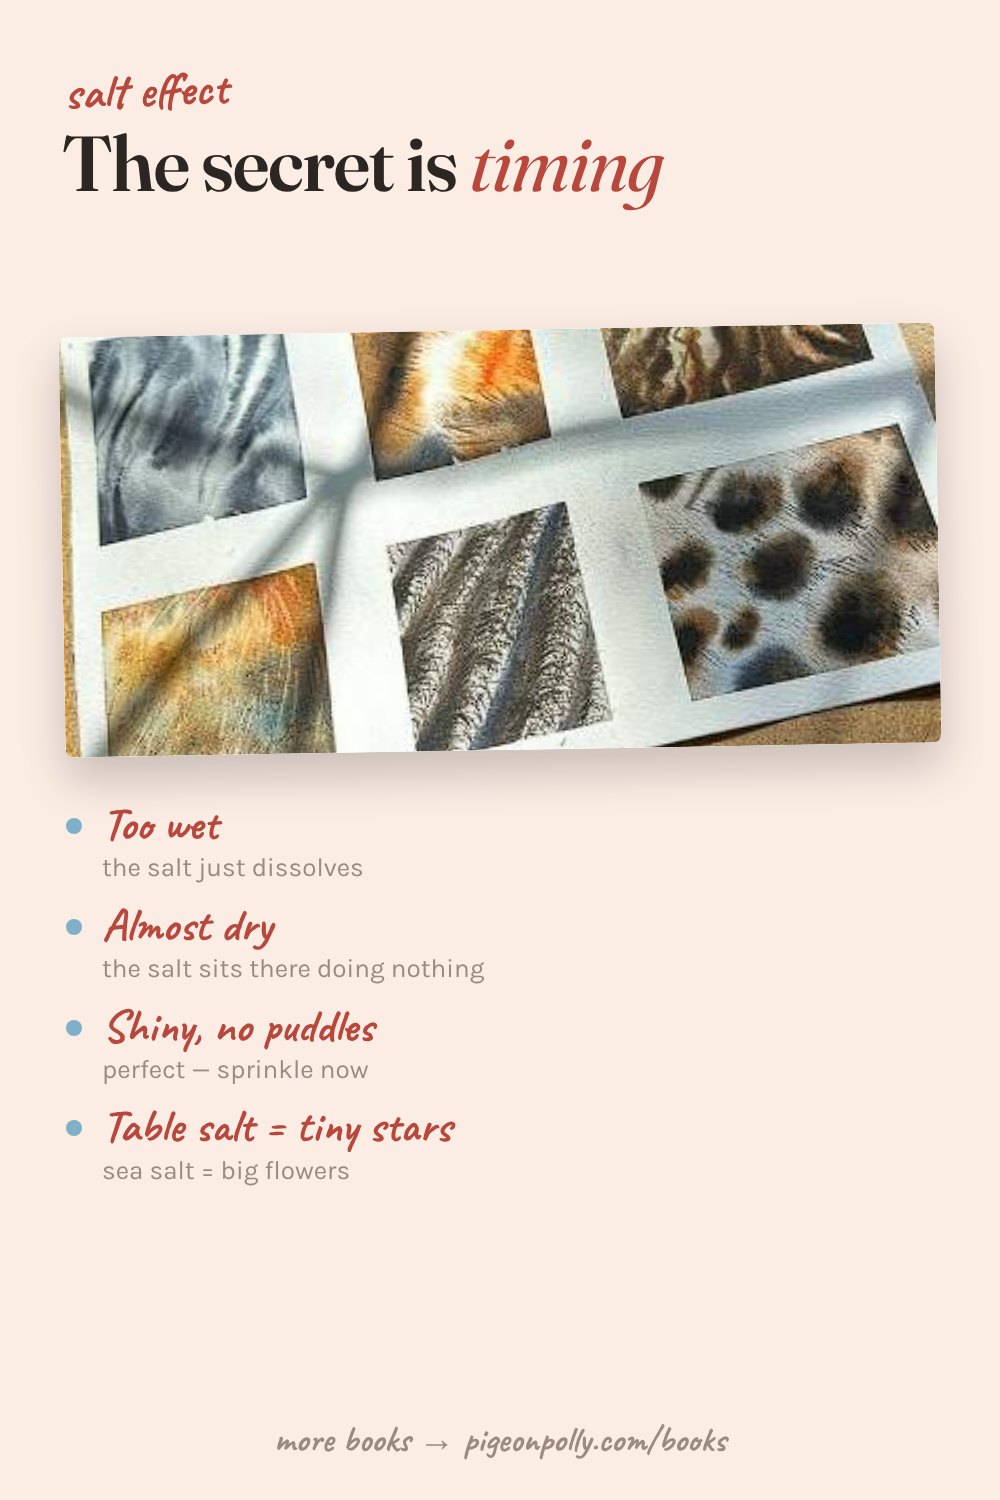 salt effect
The secret is timing
Too wet
the salt just dissolves
Almost dry
the salt sits there doing nothing
Shiny, no puddles
perfect — sprinkle now
Table salt = tiny stars
sea salt = big flowers
more books → pigeonpolly.com/books